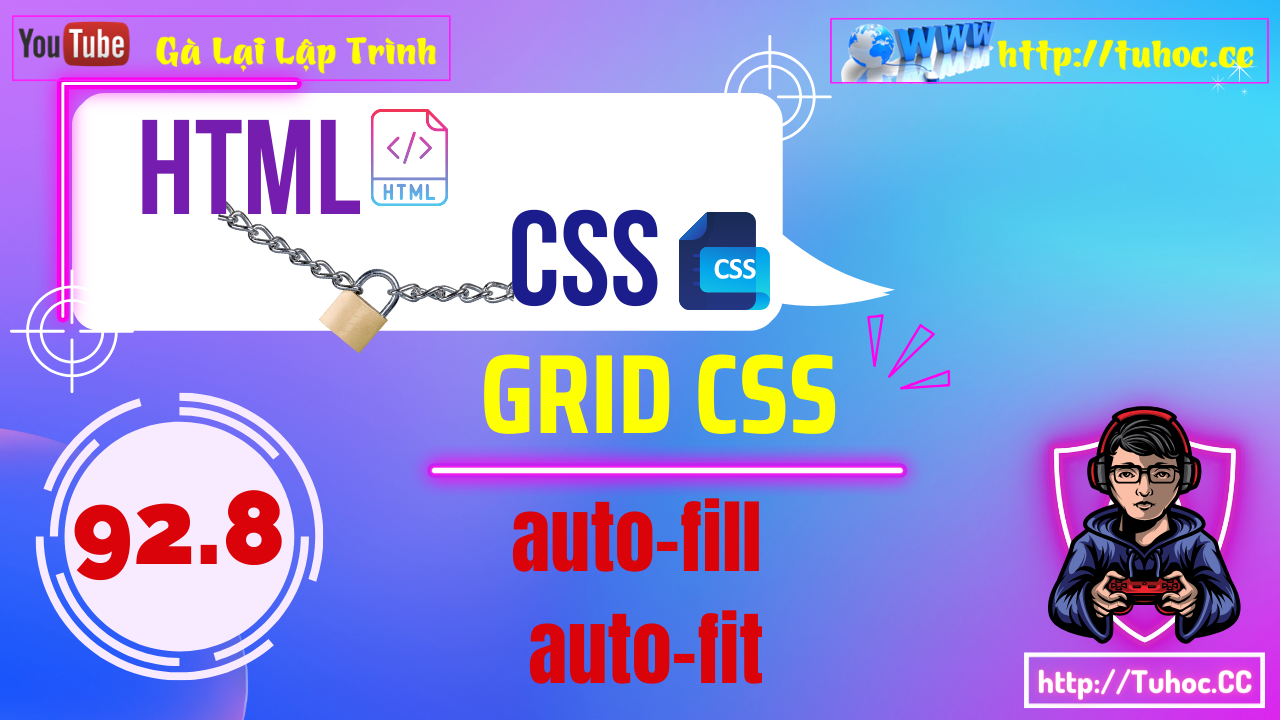 YouTube
Gà Lại Lập Trình
WWW
http://tuhoc.cc
HTML
HTML
CSS
CSS
GRID CSS
92.8
auto-fill
auto-fit
http://Tuhoc.CC